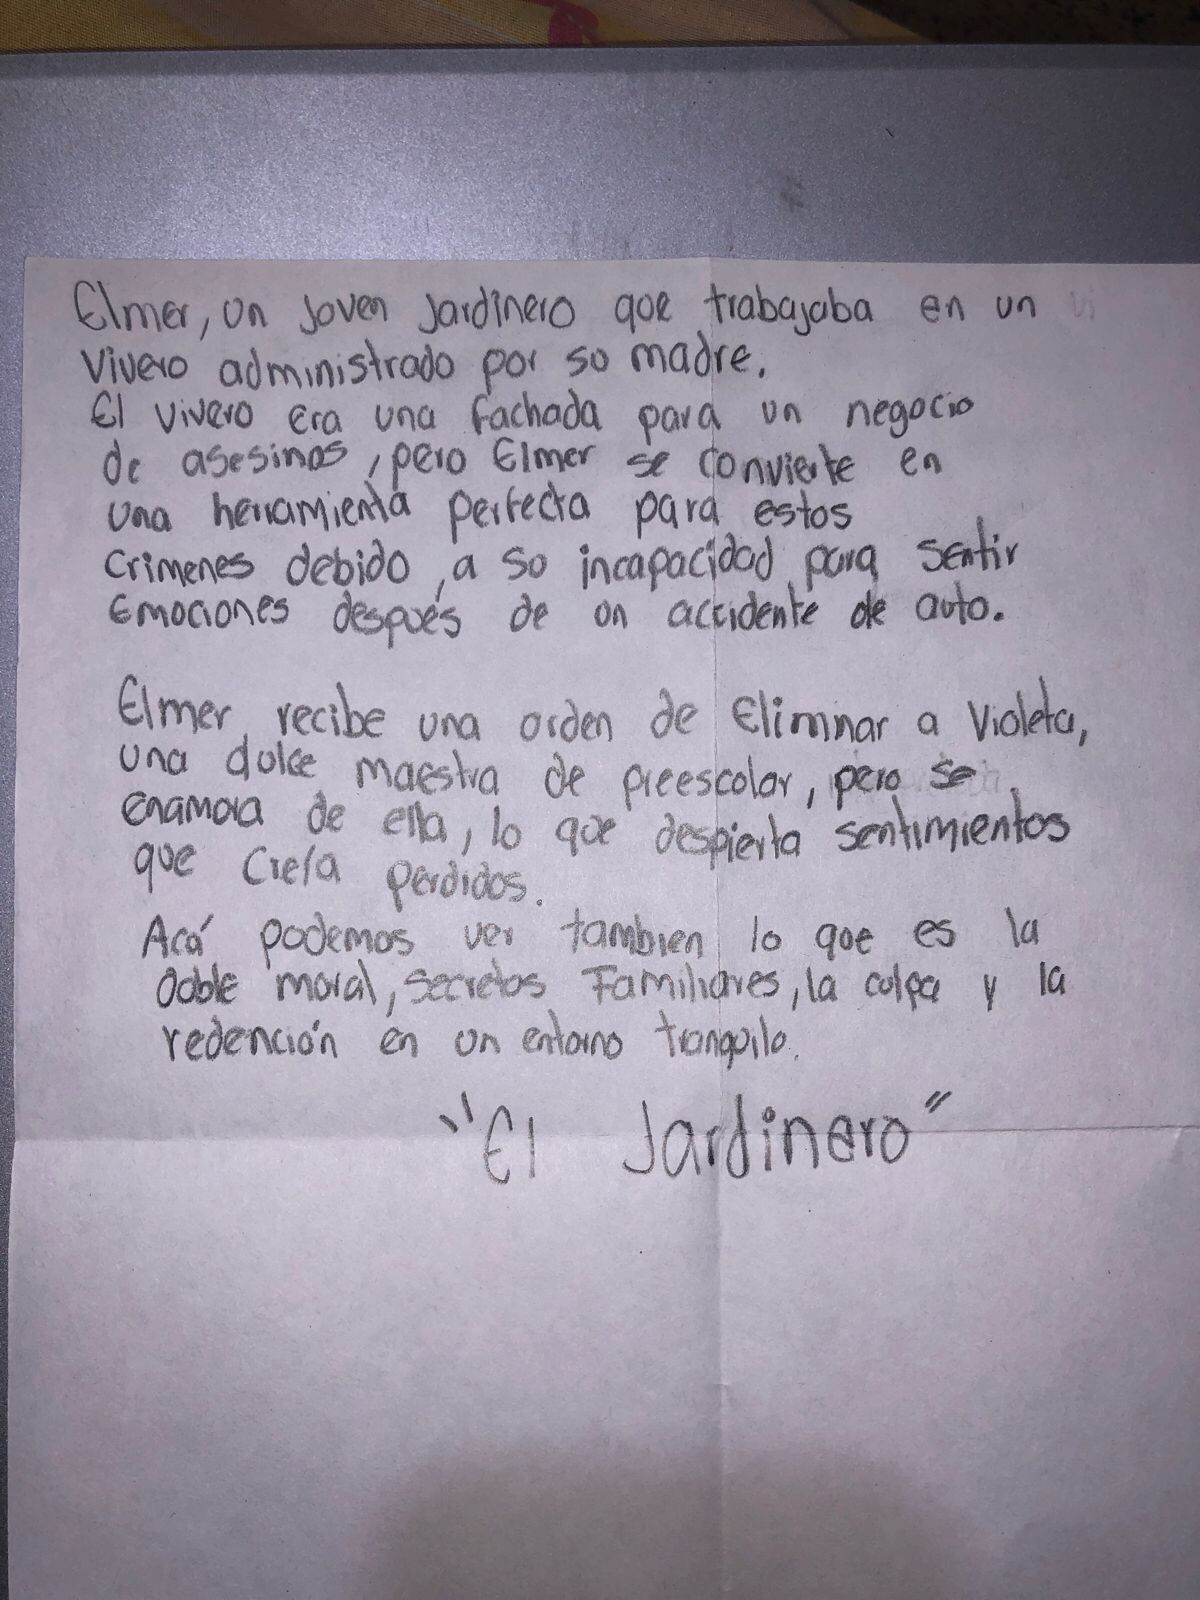 Elmer, un Joven Jardinero que trabajaba en un
Vivero administrado por su madre.
El vivero era una fachada para un negocio
de asesinos, pero Elmer se convierte en
una herramienta perfecta para estos
Crimenes debido, a su incapacidad para sentir
Emociones después de un accidente de auto.
Elmer recibe una orden de Elimnar a Violeta,
una dulce maestra de preescolar, pero se
enamora de ella, lo que despierta sentimientos
que Creía perdidos.
Acá podemos ver tambien lo que es la
doble moral, secretos Familiares, la culpa y la
redención en un entorno tranquilo.
"El Jardinero"